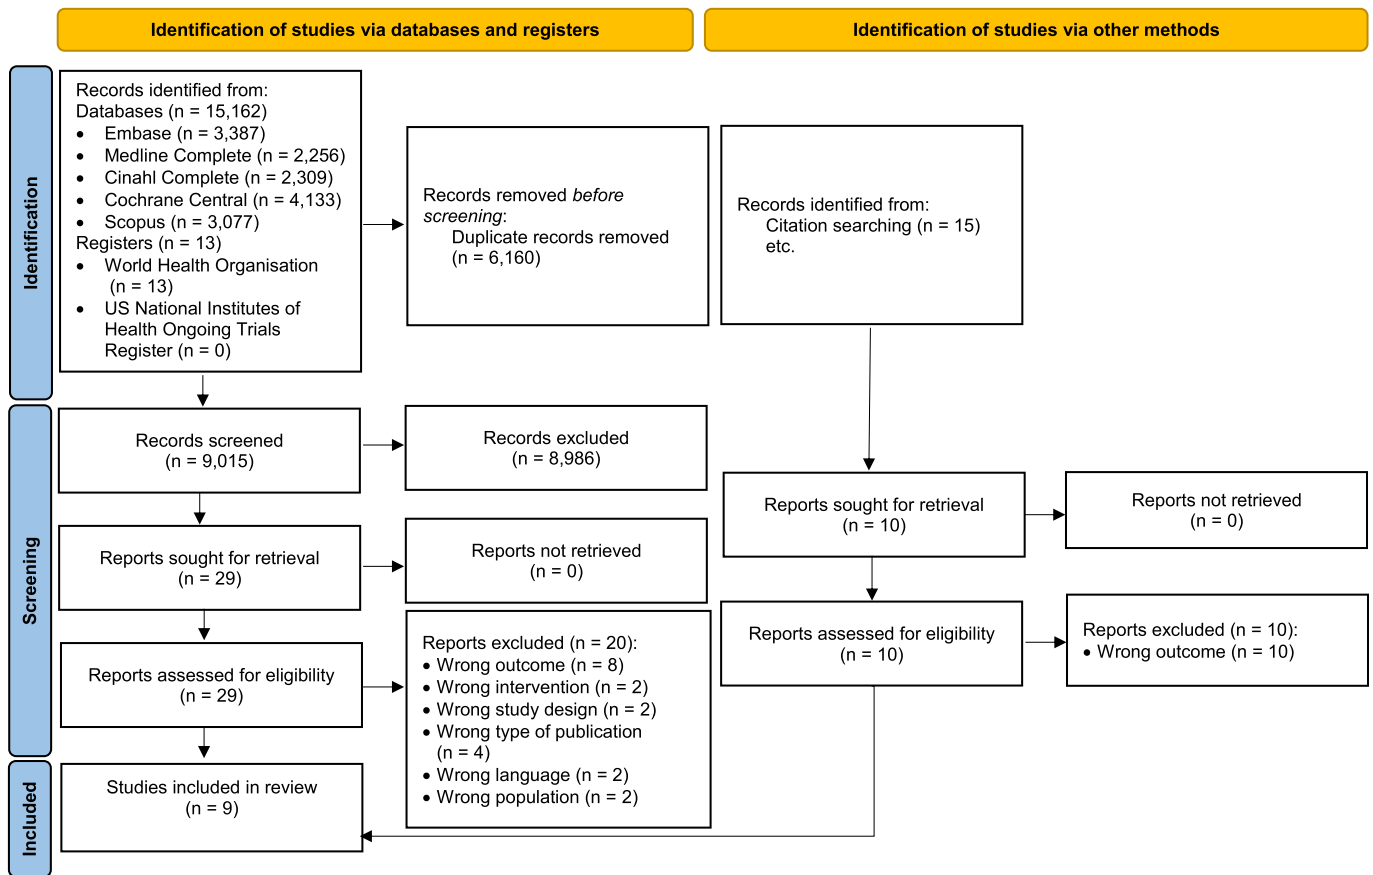 Identification of studies via databases and registers
Identification of studies via other methods
Identification
Records identified from:
Databases (n = 15,162)
• Embase (n = 3,387)
• Medline Complete (n = 2,256)
• Cinahl Complete (n = 2,309)
• Cochrane Central (n = 4,133)
• Scopus (n = 3,077)
Registers (n = 13)
• World Health Organisation
(n = 13)
• US National Institutes of
Health Ongoing Trials
Register (n = 0)
Records removed before
screening:
Duplicate records removed
(n = 6,160)
Records identified from:
Citation searching (n = 15)
etc.
Screening
Records screened
(n = 9,015)
Records excluded
(n = 8,986)
Reports sought for retrieval
(n = 29)
Reports not retrieved
(n = 0)
Reports assessed for eligibility
(n = 29)
Reports excluded (n = 20):
• Wrong outcome (n = 8)
• Wrong intervention (n = 2)
• Wrong study design (n = 2)
• Wrong type of publication
(n = 4)
• Wrong language (n = 2)
• Wrong population (n = 2)
Reports sought for retrieval
(n = 10)
Reports not retrieved
(n = 0)
Reports assessed for eligibility
(n = 10)
Reports excluded (n = 10):
• Wrong outcome (n = 10)
Included
Studies included in review
(n = 9)